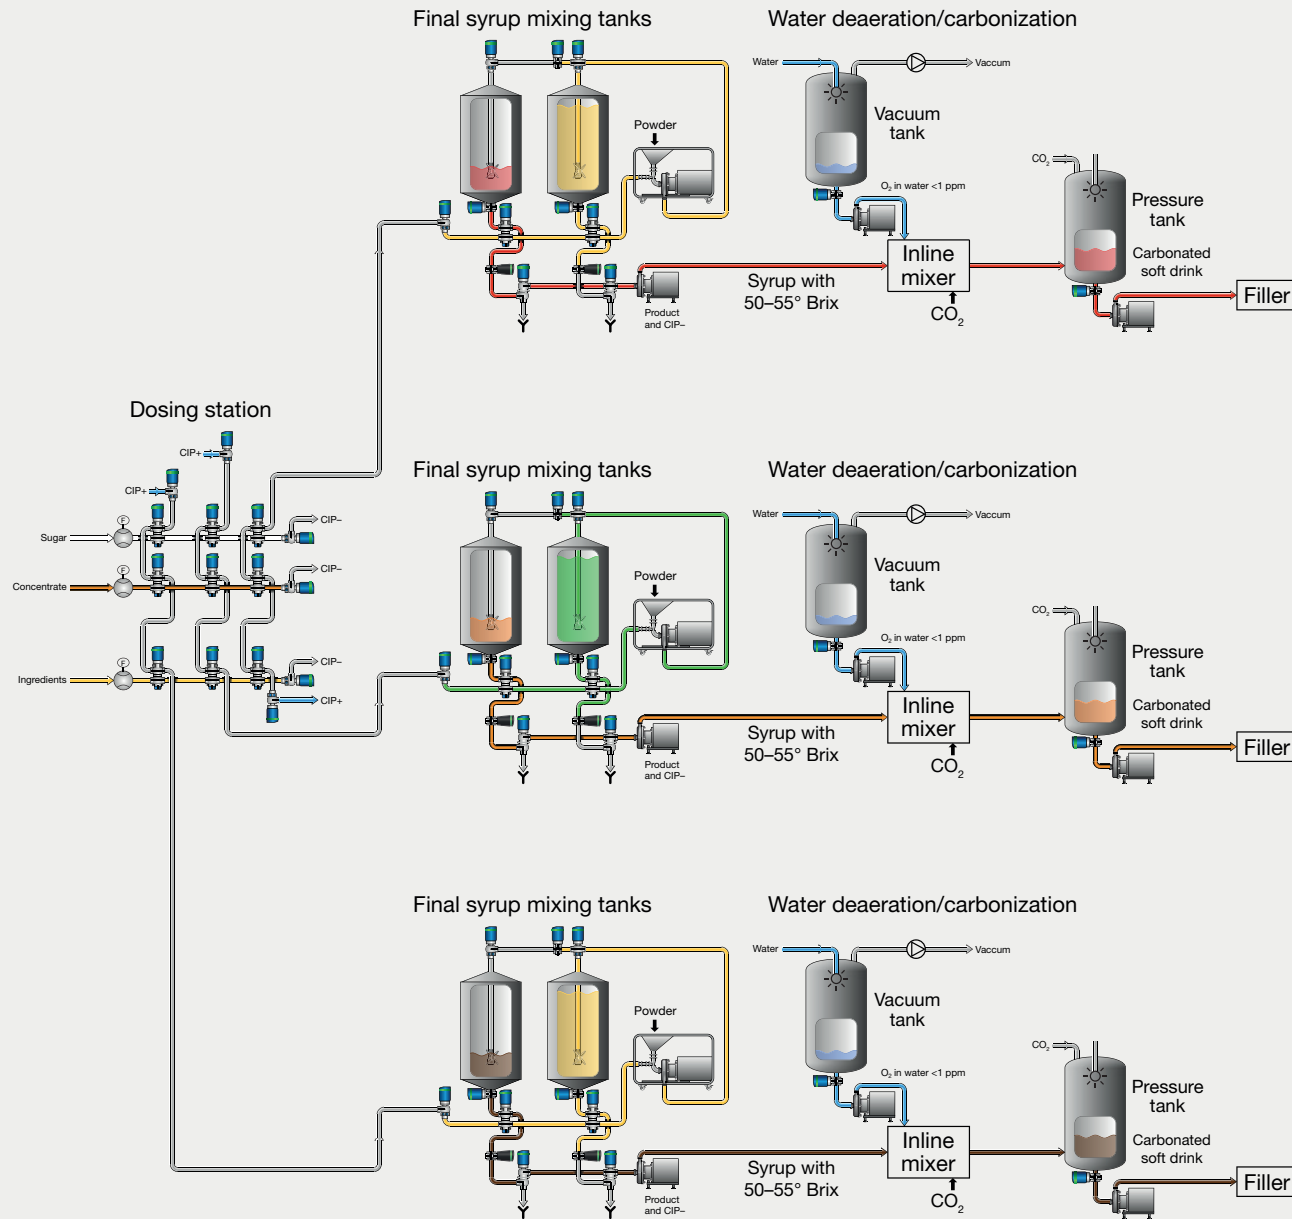 Final syrup mixing tanks
Water deaeration/carbonization
Water
Vaccum
Vacuum
tank
Powder
CO₂
O₂ in water <1 ppm
Pressure
tank
Inline
mixer
Carbonated
soft drink
Syrup with
50–55° Brix
CO₂
Filler
Product
and CIP–
Dosing station
CIP+
CIP+
F
CIP–
Sugar
F
CIP–
Concentrate
F
CIP–
Ingredients
CIP+
Final syrup mixing tanks
Water deaeration/carbonization
Water
Vaccum
Vacuum
tank
Powder
CO₂
O₂ in water <1 ppm
Pressure
tank
Inline
mixer
Carbonated
soft drink
Syrup with
50–55° Brix
CO₂
Filler
Product
and CIP–
Final syrup mixing tanks
Water deaeration/carbonization
Water
Vaccum
Vacuum
tank
Powder
CO₂
O₂ in water <1 ppm
Pressure
tank
Inline
mixer
Carbonated
soft drink
Syrup with
50–55° Brix
CO₂
Filler
Product
and CIP–